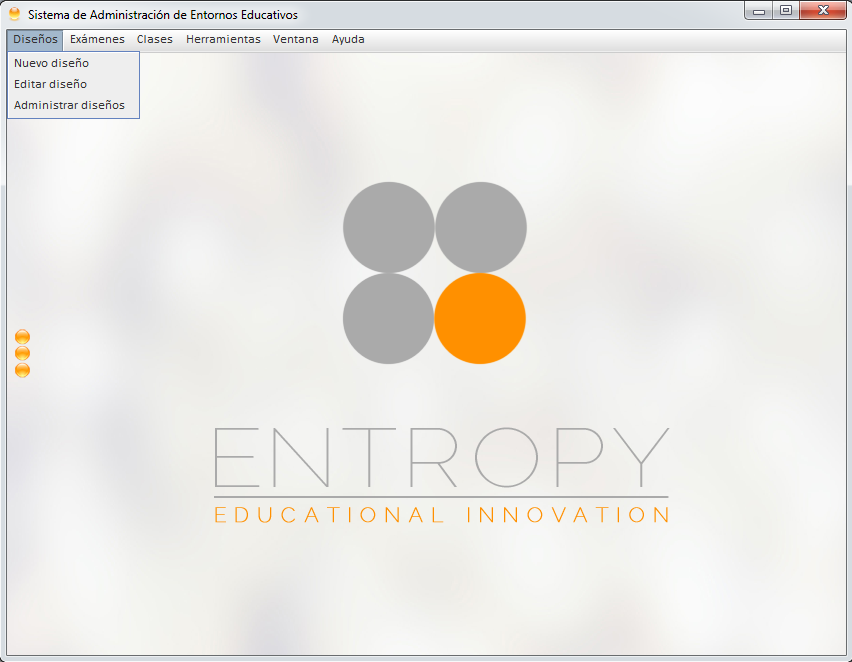 Sistema de Administración de Entornos Educativos
Diseños Exámenes Clases Herramientas Ventana Ayuda
Nuevo diseño
Editar diseño
Administrar diseños
ENTROPY
EDUCATIONAL INNOVATION